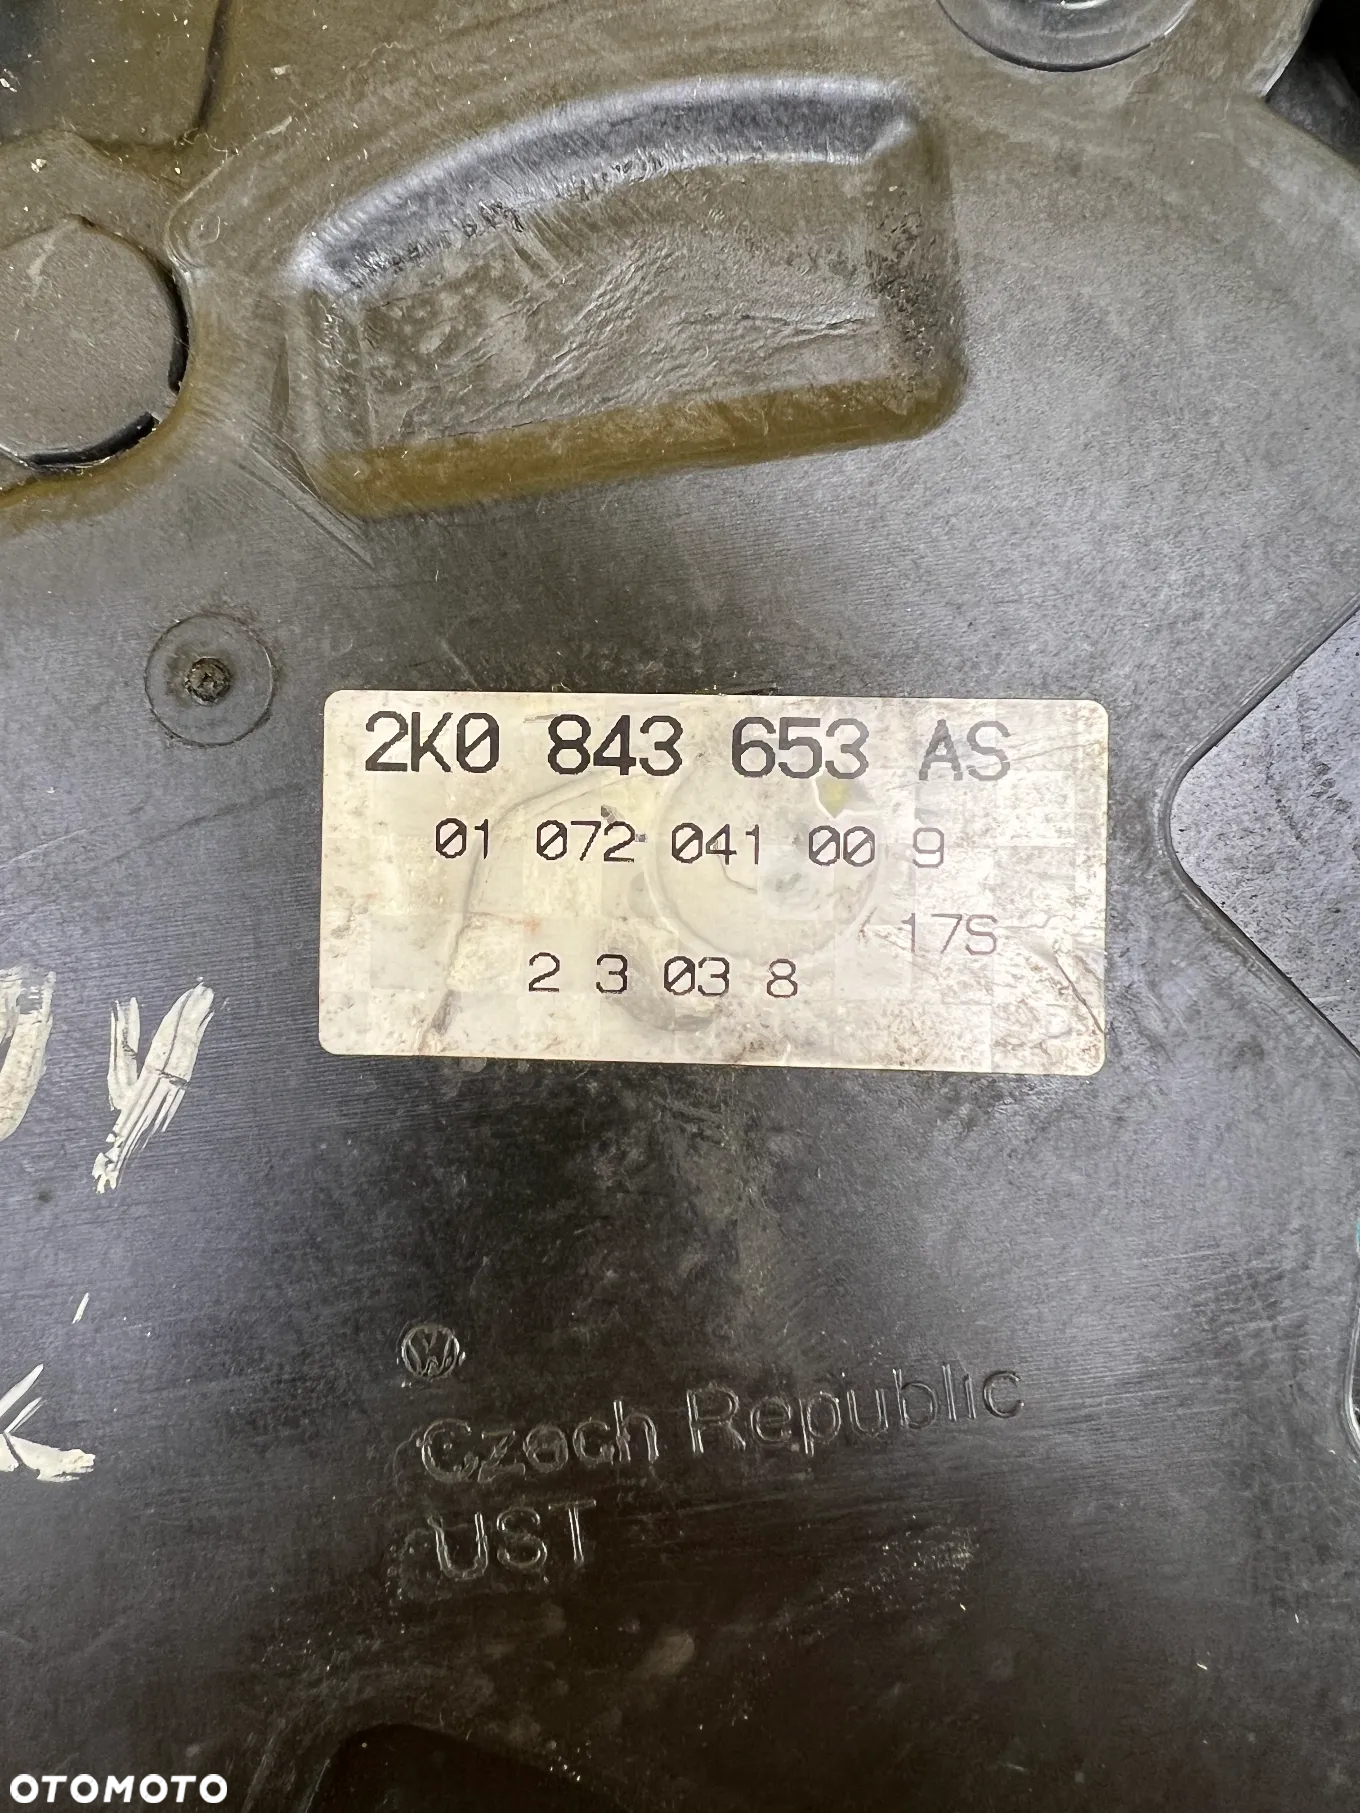 2K0 843 653 AS
01 072 041 00 9
17S
2 3 03 8
Y
K
Czech Republic
UST
OTOMOTO